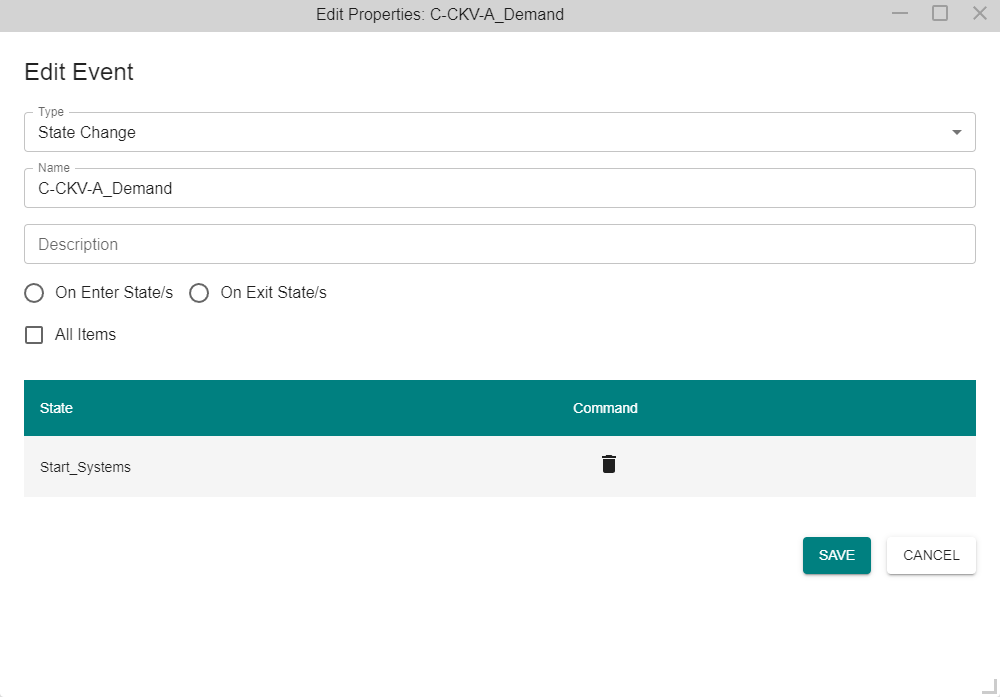 Edit Properties: C-CKV-A_Demand
Edit Event
Type
State Change
Name
C-CKV-A_Demand
Description
On Enter State/s On Exit State/s
All Items
State Command
Start_Systems
SAVE CANCEL